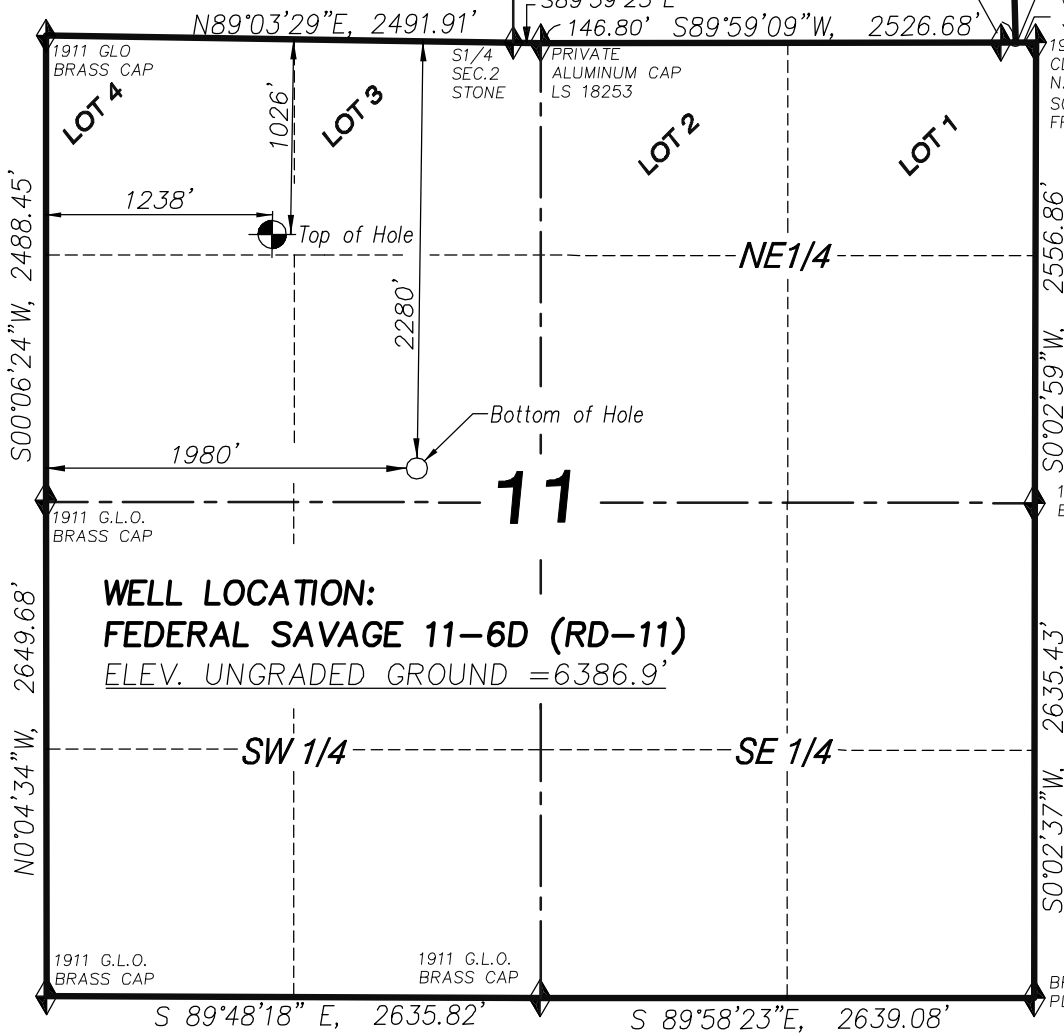 S89°59'25"E
N89°03'29"E, 2491.91'
146.80'
S89°59'09"W, 2526.68'
1911 GLO
BRASS CAP
S1/4
SEC.2
STONE
PRIVATE
ALUMINUM CAP
LS 18253
LOT 4
LOT 3
LOT 2
LOT 1
1026'
1238'
Top of Hole
2280'
NE1/4
S00°06'24"W, 2488.45'
S0°02'59"W, 2556.86'
Bottom of Hole
1980'
11
1911 G.L.O.
BRASS CAP
WELL LOCATION:
FEDERAL SAVAGE 11-6D (RD-11)
ELEV. UNGRADED GROUND =6386.9'
N0°04'34"W, 2649.68'
S0°02'37"W, 2635.43'
SW 1/4
SE 1/4
1911 G.L.O.
BRASS CAP
1911 G.L.O.
BRASS CAP
S 89°48'18" E, 2635.82'
S 89°58'23"E, 2639.08'